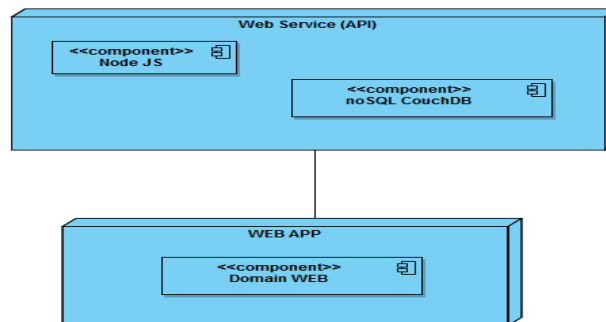 Web Service (API)
<<component>>
Node JS
<<component>>
noSQL CouchDB
WEB APP
<<component>>
Domain WEB